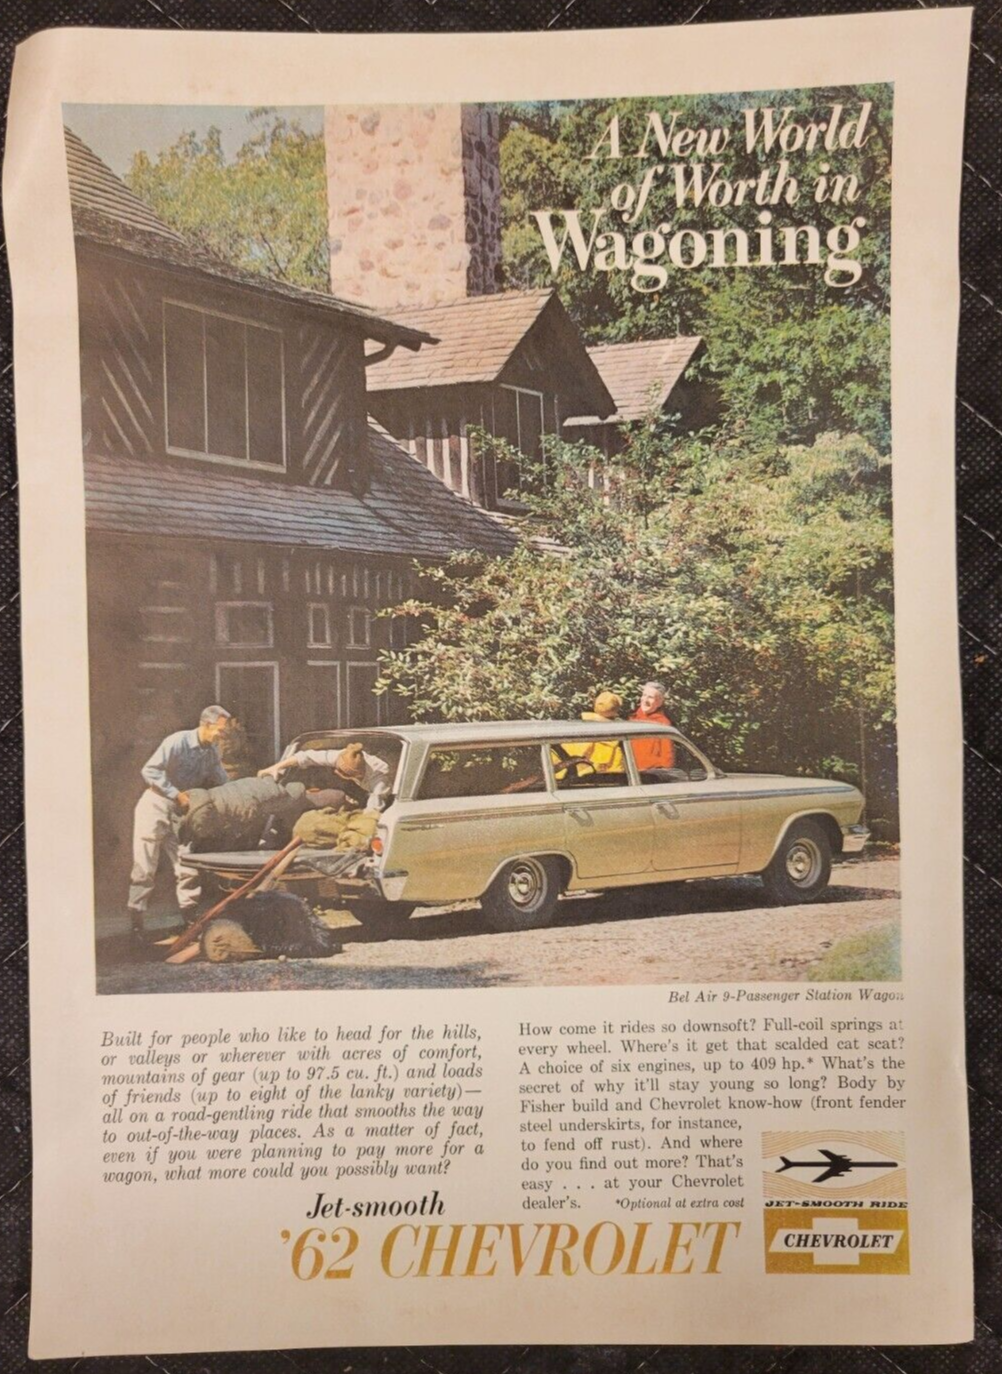 A New World
of Worth in
Wagoning
Bel Air 9-Passenger Station Wagon
Built for people who like to head for the hills,
or valleys or wherever with acres of comfort,
mountains of gear (up to 97.5 cu. ft.) and loads
of friends (up to eight of the lanky variety)—
all on a road-gentling ride that smooths the way
to out-of-the-way places. As a matter of fact,
even if you were planning to pay more for a
wagon, what more could you possibly want?
How come it rides so downsoft? Full-coil springs at
every wheel. Where's it get that scalded cat scat?
A choice of six engines, up to 409 hp.* What's the
secret of why it'll stay young so long? Body by
Fisher build and Chevrolet know-how (front fender
steel underskirts, for instance,
to fend off rust). And where
do you find out more? That's
easy . . . at your Chevrolet
dealer's. *Optional at extra cost
Jet-smooth
'62 CHEVROLET
JET-SMOOTH RIDE
CHEVROLET